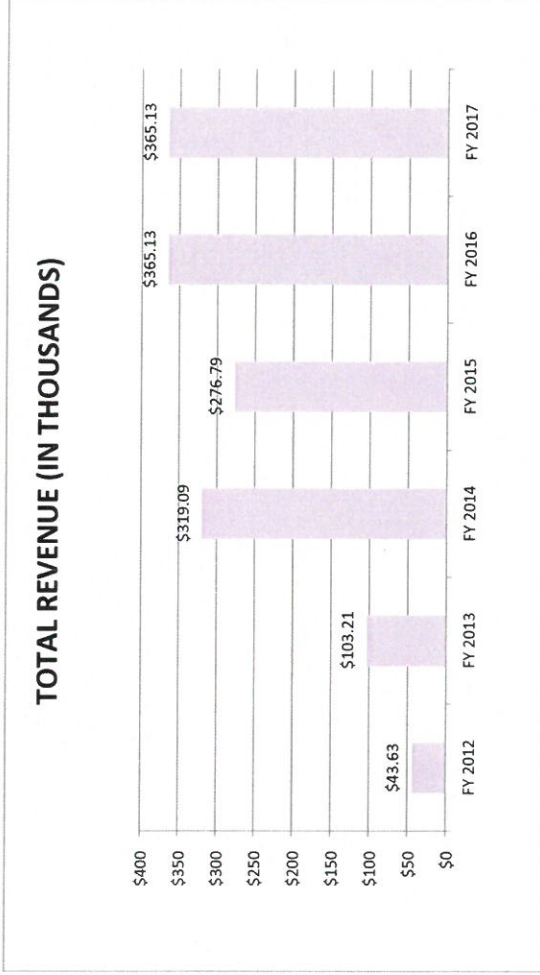 TOTAL REVENUE (IN THOUSANDS)
$400
$350
$300
$250
$200
$150
$100
$50
$0
$43.63
$103.21
$319.09
$276.79
$365.13
$365.13
FY 2012
FY 2013
FY 2014
FY 2015
FY 2016
FY 2017